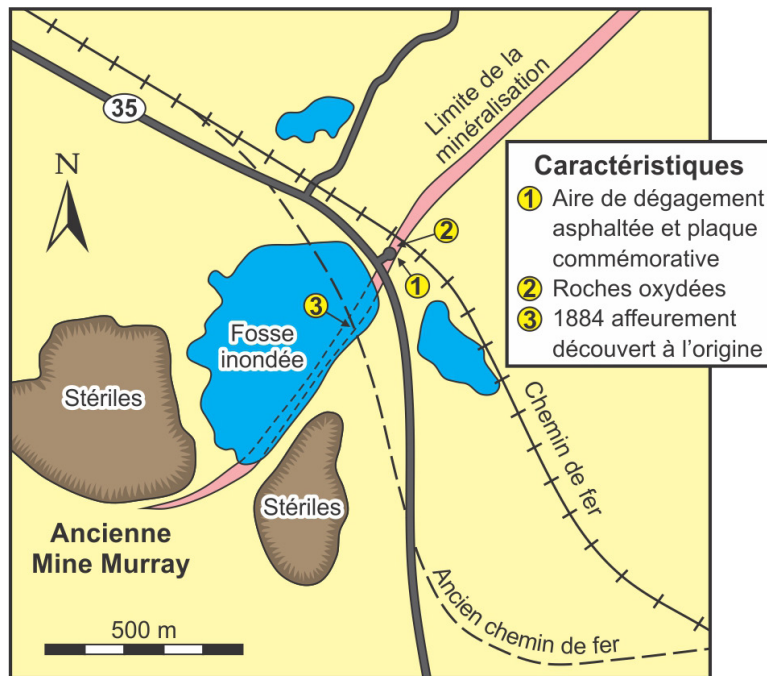 35
N
Limite de la
minéralisation
Caractéristiques
1 Aire de dégagement
asphaltée et plaque
commémorative
2 Roches oxydées
3 1884 affeurement
découvert à l'origine
2
1
3
Fosse
inondée
Stériles
Stériles
Chemin de fer
Ancienne
Mine Murray
Ancien chemin de fer
500 m